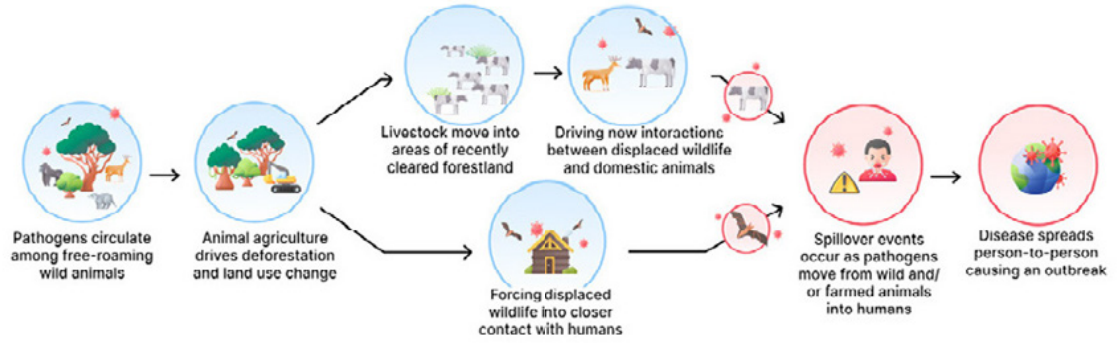 Pathogens circulate
among free-roaming
wild animals
Animal agriculture
drives deforestation
and land use change
Livestock move into
areas of recently
cleared forestland
Driving now interactions
between displaced wildlife
and domestic animals
Forcing displaced
wildlife into closer
contact with humans
Spillover events
occur as pathogens
move from wild and/
or farmed animals
into humans
Disease spreads
person-to-person
causing an outbreak